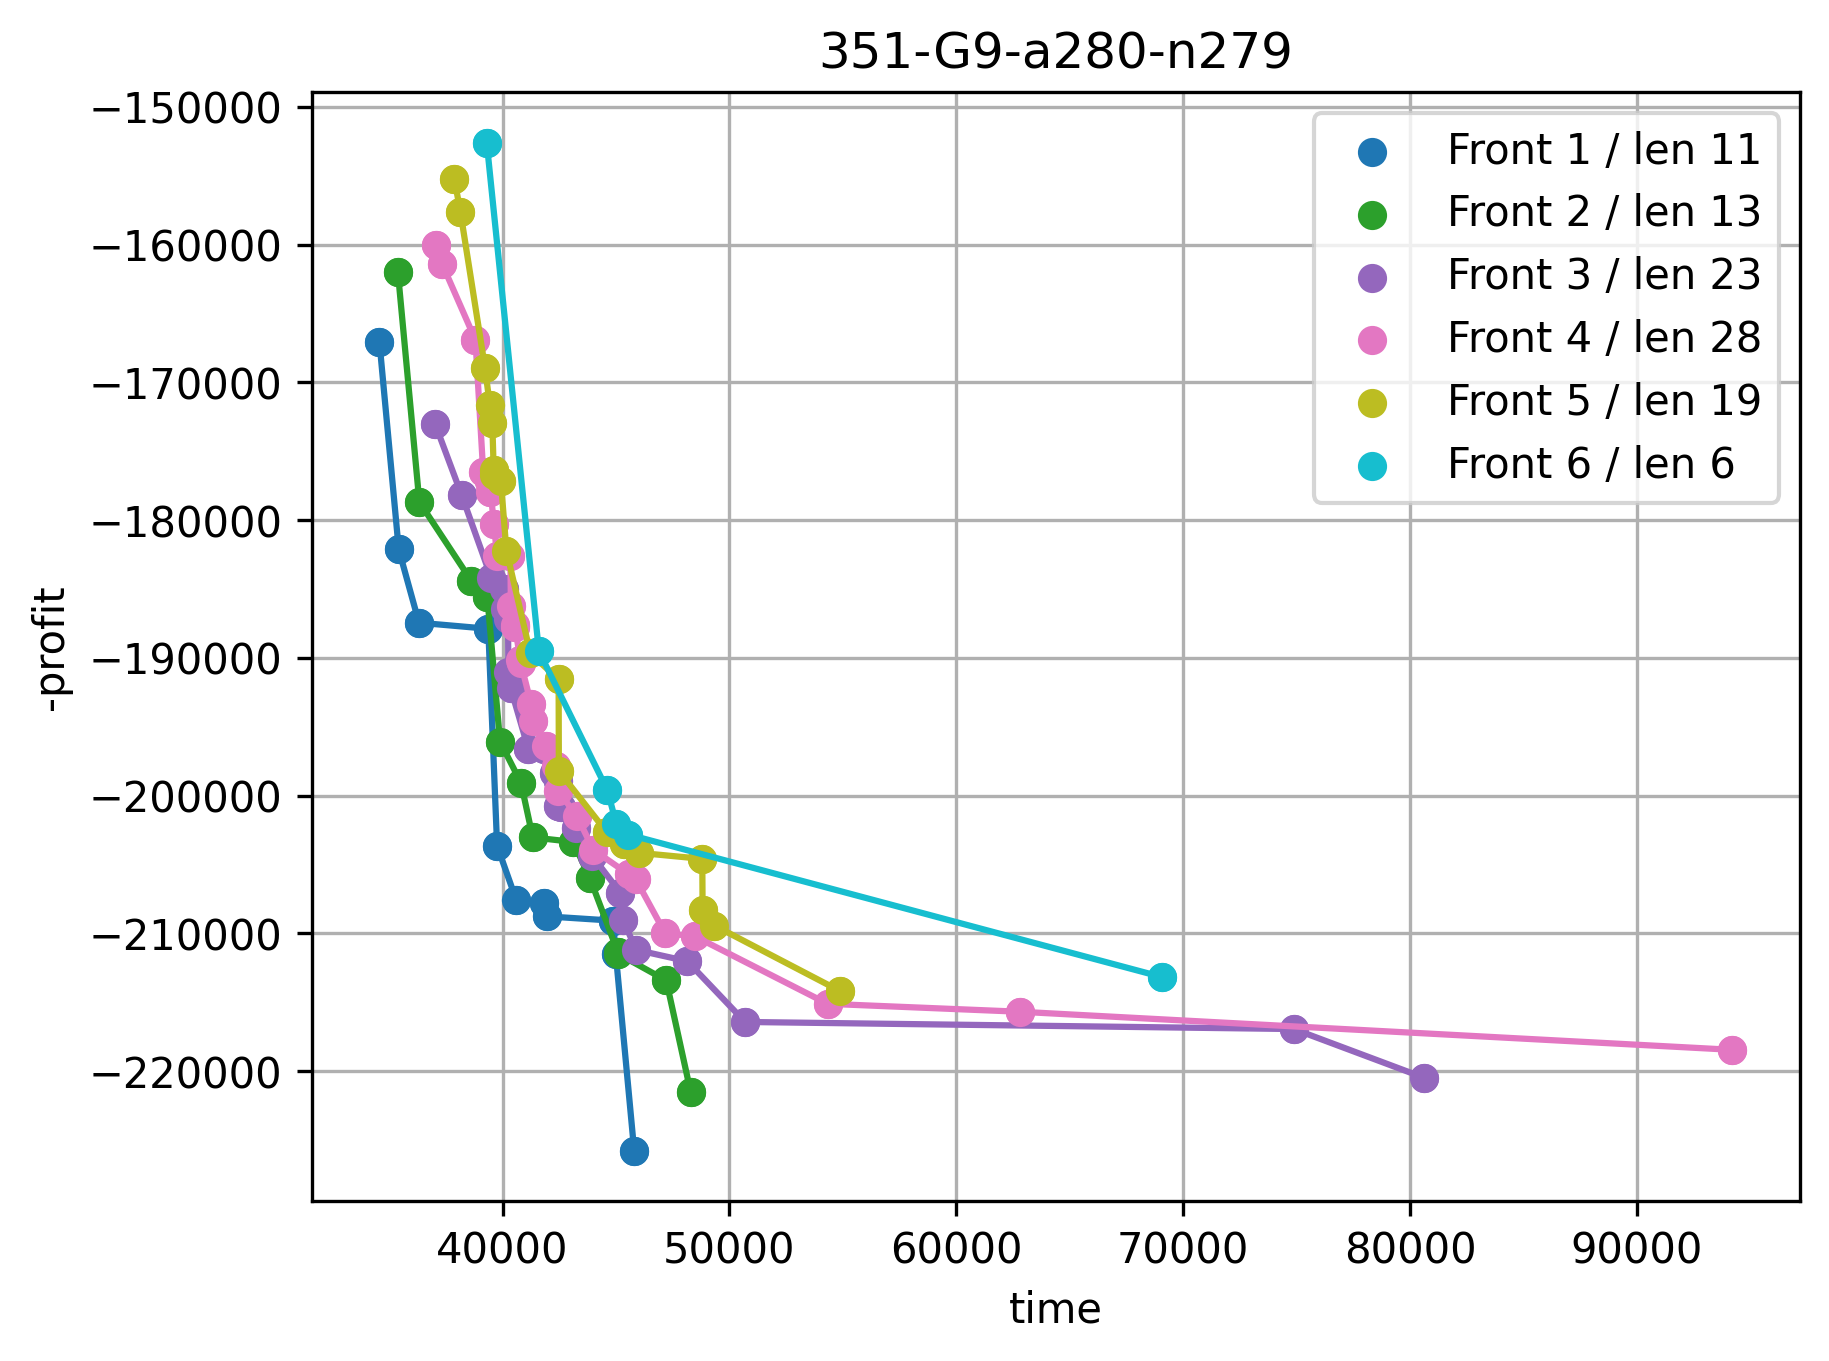 351-G9-a280-n279
−150000
−160000
−170000
−180000
−190000
−200000
−210000
−220000
-profit
Front 1 / len 11
Front 2 / len 13
Front 3 / len 23
Front 4 / len 28
Front 5 / len 19
Front 6 / len 6
40000 50000 60000 70000 80000 90000
time